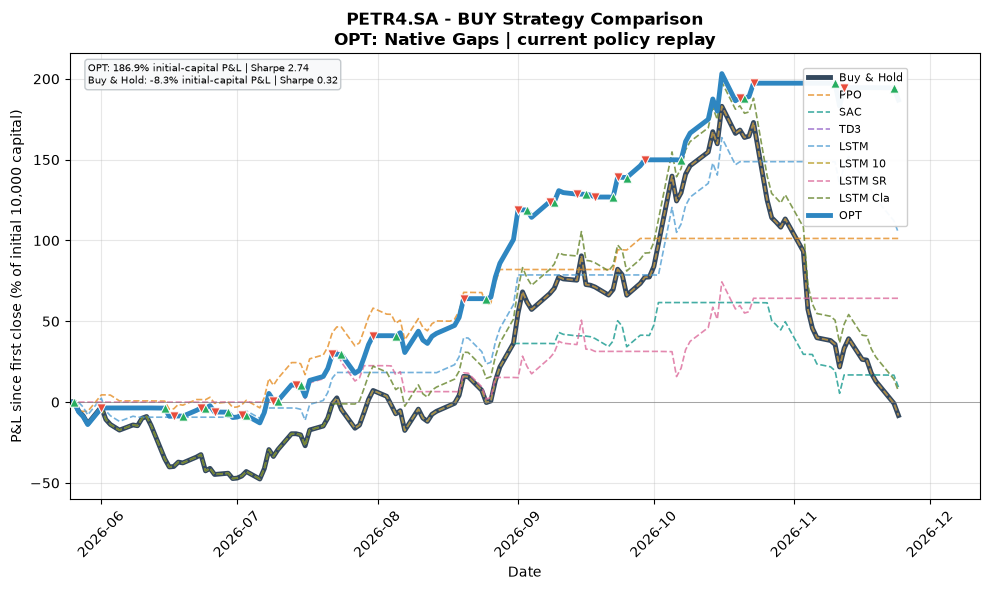 PETR4.SA - BUY Strategy Comparison
OPT: Native Gaps | current policy replay
OPT: 186.9% initial-capital P&L | Sharpe 2.74
Buy & Hold: -8.3% initial-capital P&L | Sharpe 0.32
Buy & Hold
PPO
SAC
TD3
LSTM
LSTM 10
LSTM SR
LSTM Cla
OPT
P&L since first close (% of initial 10,000 capital)
200
150
100
50
0
−50
2026-06
2026-07
2026-08
2026-09
2026-10
2026-11
2026-12
Date